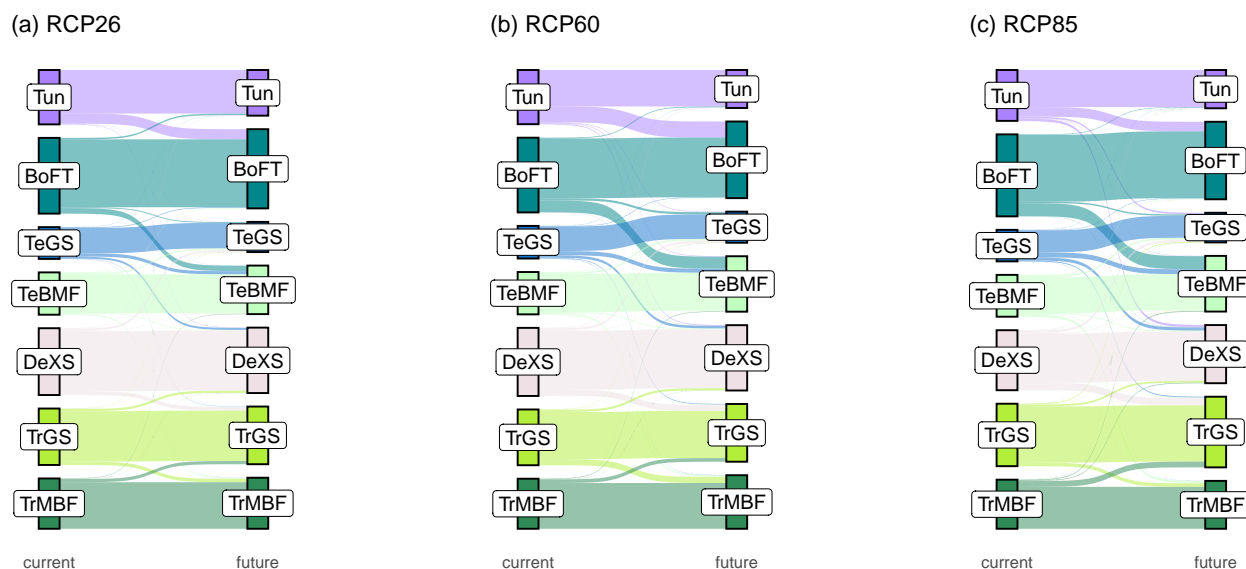 (a) RCP26
Tun
BoFT
TeGS
TeBMF
DeXS
TrGS
TrMBF
current
Tun
BoFT
TeGS
TeBMF
DeXS
TrGS
TrMBF
future
(b) RCP60
Tun
BoFT
TeGS
TeBMF
DeXS
TrGS
TrMBF
current
Tun
BoFT
TeGS
TeBMF
DeXS
TrGS
TrMBF
future
(c) RCP85
Tun
BoFT
TeGS
TeBMF
DeXS
TrGS
TrMBF
current
Tun
BoFT
TeGS
TeBMF
DeXS
TrGS
TrMBF
future